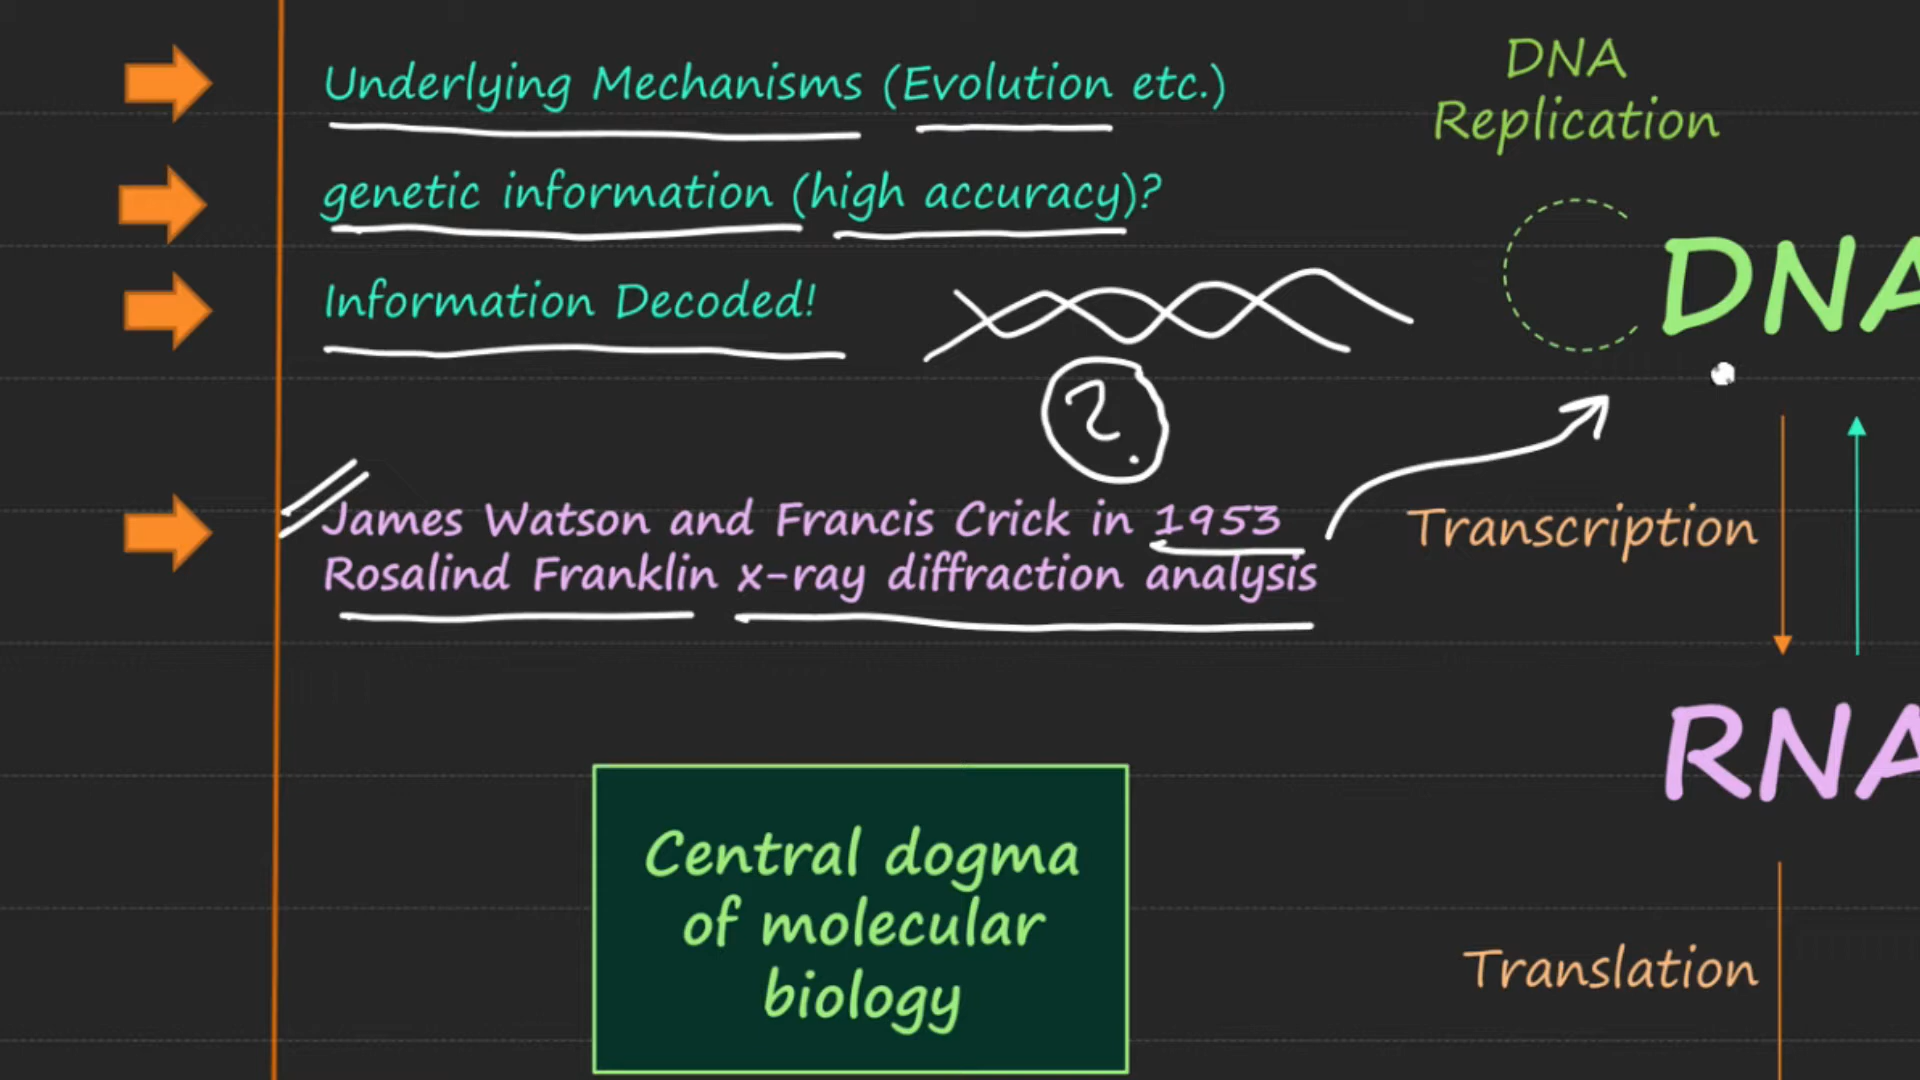 Underlying Mechanisms (Evolution etc.)
genetic information (high accuracy)?
Information Decoded!
?
James Watson and Francis Crick in 1953
Rosalind Franklin x-ray diffraction analysis
Central dogma
of molecular
biology
DNA
Replication
DNA
Transcription
RNA
Translation